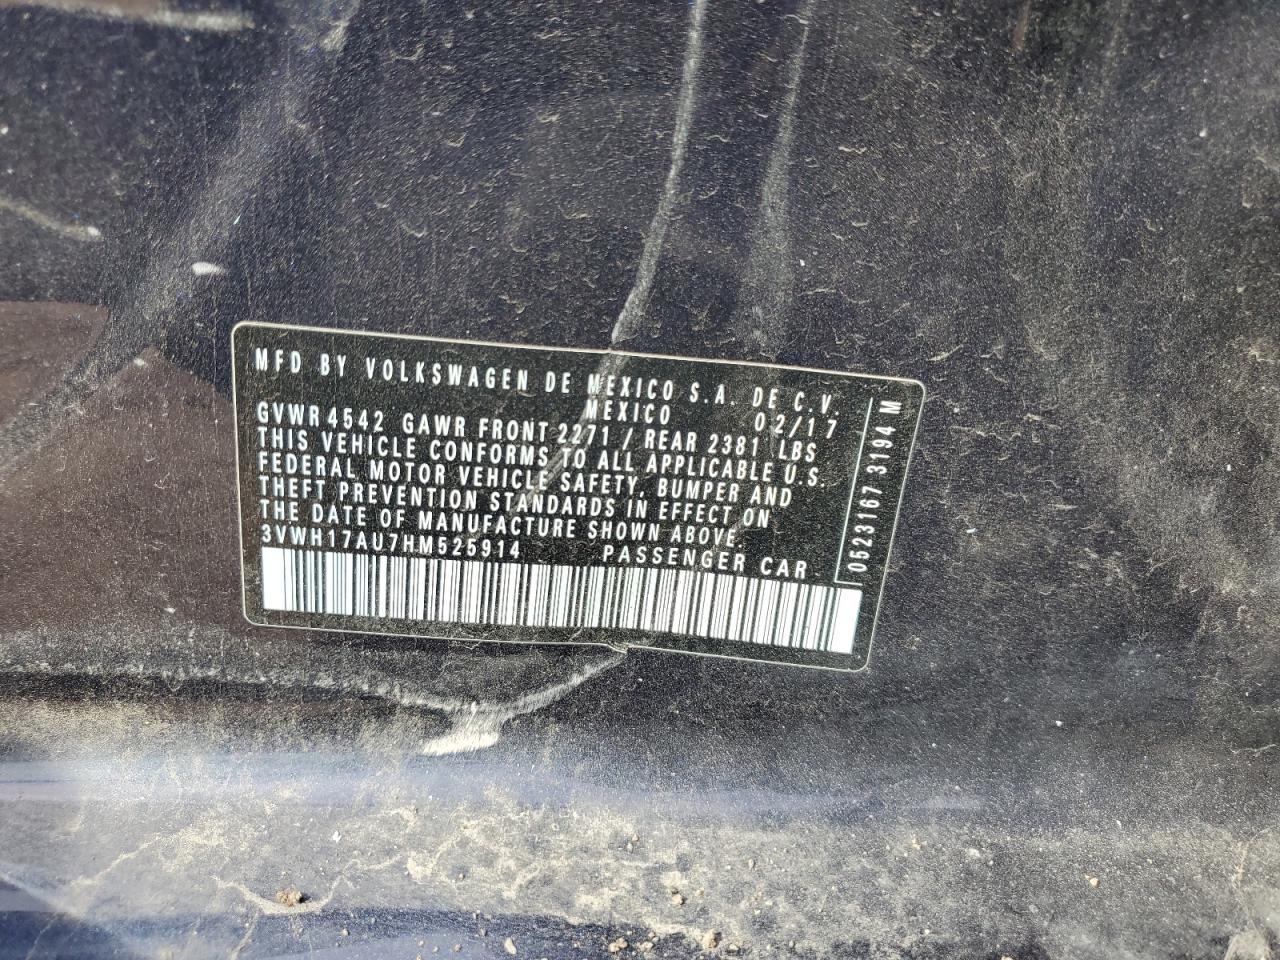 MFD BY VOLKSWAGEN DE MEXICO S.A. DE C.V.
MEXICO 02/17
GVWR 4542 GAWR FRONT 2271 / REAR 2381 LBS
THIS VEHICLE CONFORMS TO ALL APPLICABLE U.S.
FEDERAL MOTOR VEHICLE SAFETY, BUMPER AND
THEFT PREVENTION STANDARDS IN EFFECT ON
THE DATE OF MANUFACTURE SHOWN ABOVE.
3VWH17AU7HM525914 PASSENGER CAR
0523167 3194 M